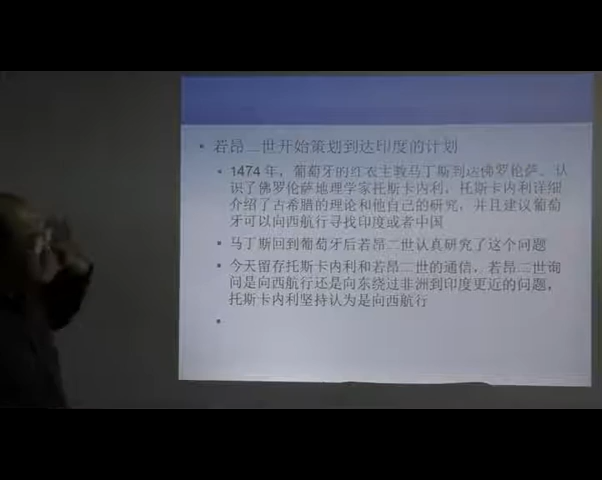 若昂二世开始策划到达印度的计划
1474 年，葡萄牙的红衣主教马丁斯到达佛罗伦萨。认
识了佛罗伦萨地理学家托斯卡内利，托斯卡内利详细
介绍了古希腊的理论和他自己的研究，并且建议葡萄
牙可以向西航行寻找印度或者中国
马丁斯回到葡萄牙后若昂二世认真研究了这个问题
今天留存托斯卡内利和若昂二世的通信，若昂二世询
问是向西航行还是向东绕过非洲到印度更近的问题，
托斯卡内利坚持认为是向西航行